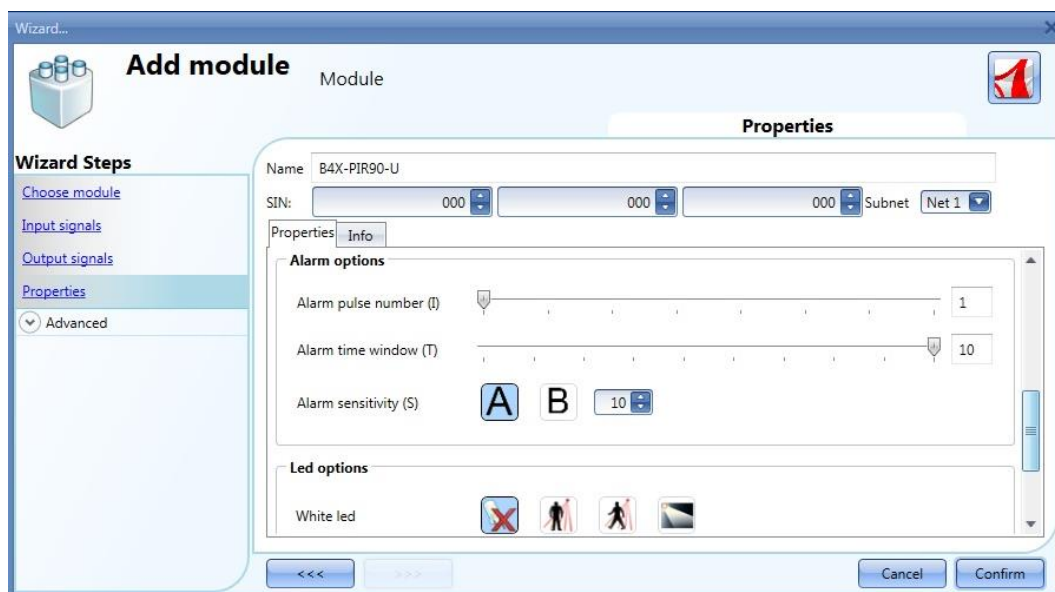 Wizard...
Add module
Module
Properties
Wizard Steps
Choose module
Input signals
Output signals
Properties
Advanced
Name B4X-PIR90-U
SIN: 000 000 000 Subnet Net 1
Properties Info
Alarm options
Alarm pulse number (I) 1
Alarm time window (T) 10
Alarm sensitivity (S) A B 10
Led options
White led
<<< >>> Cancel Confirm